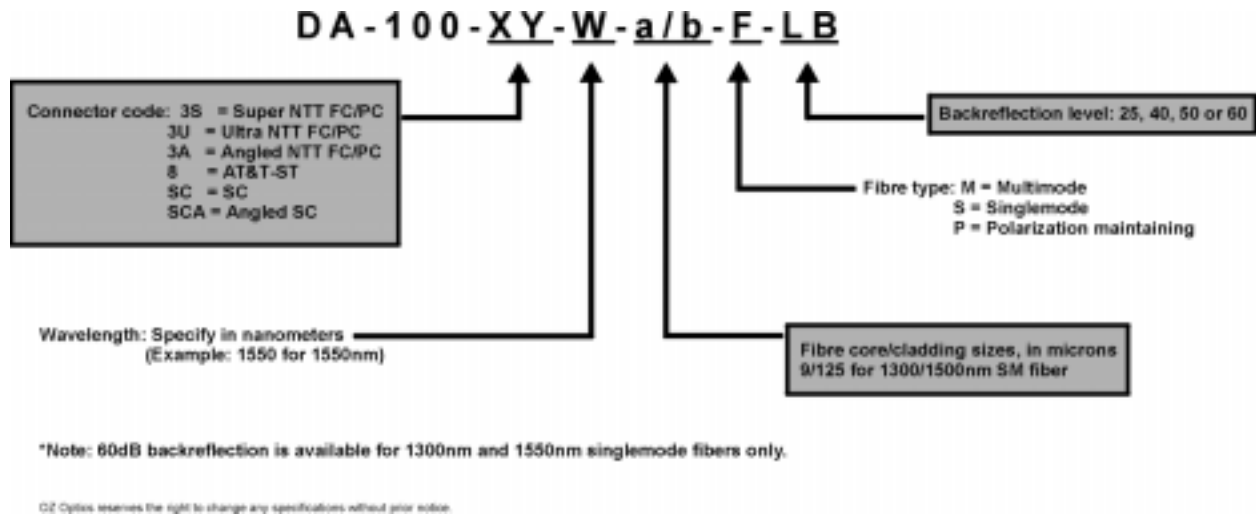 DA-100-XY-W-a/b-F-LB
Connector code: 3S = Super NTT FC/PC
3U = Ultra NTT FC/PC
3A = Angled NTT FC/PC
8 = AT&T-ST
SC = SC
SCA = Angled SC
Backreflection level: 25, 40, 50 or 60
Fibre type: M = Multimode
S = Singlemode
P = Polarization maintaining
Wavelength: Specify in nanometers
(Example: 1550 for 1550nm)
Fibre core/cladding sizes, in microns
9/125 for 1300/1500nm SM fiber
*Note: 60dB backreflection is available for 1300nm and 1550nm singlemode fibers only.
OZ Optics reserves the right to change any specifications without prior notice.